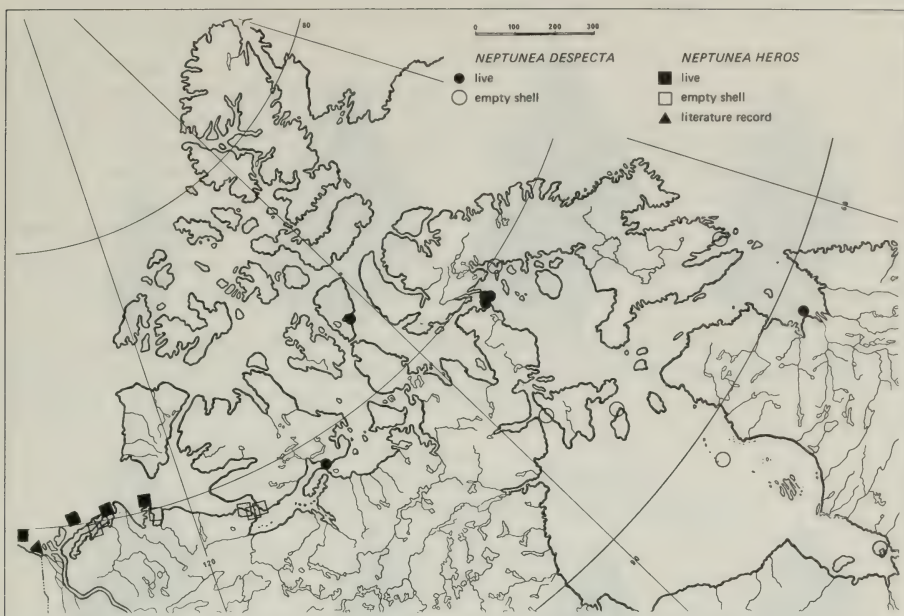 80
0 100 200 300
NEPTUNEA DESPECTA
live
empty shell
NEPTUNEA HEROS
live
empty shell
literature record
120